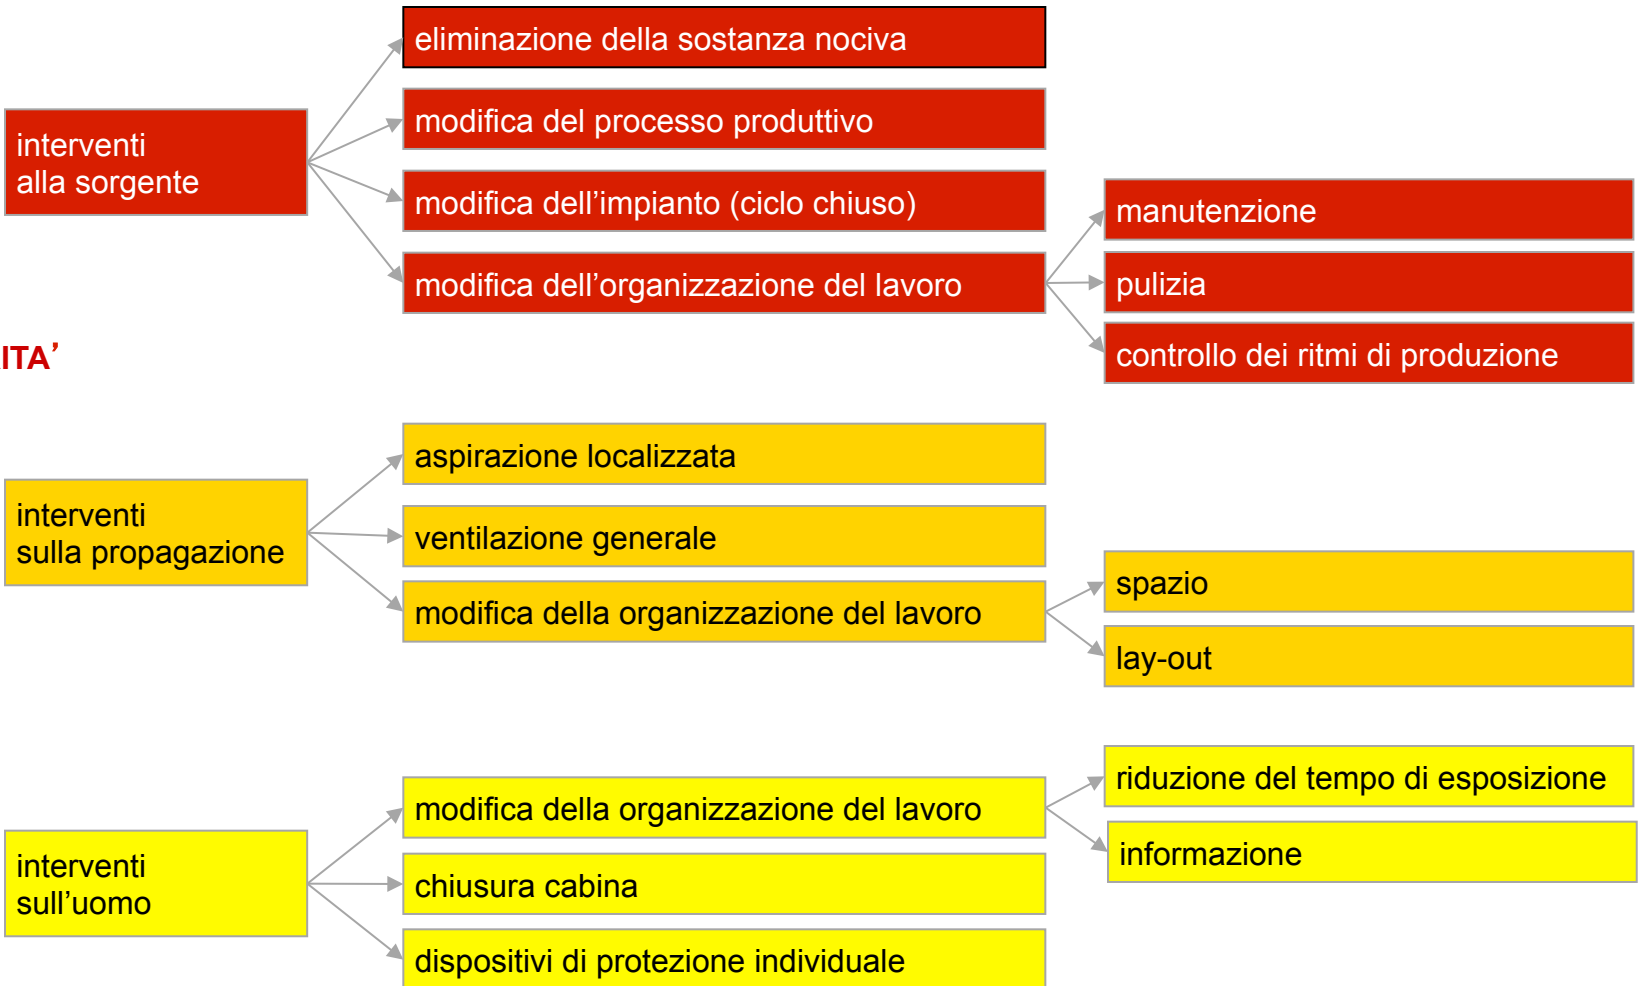 eliminazione della sostanza nociva
modifica del processo produttivo
interventi
alla sorgente
modifica dell’impianto (ciclo chiuso)
manutenzione
modifica dell’organizzazione del lavoro
pulizia
controllo dei ritmi di produzione
ITA’
aspirazione localizzata
interventi
sulla propagazione
ventilazione generale
modifica della organizzazione del lavoro
spazio
lay-out
modifica della organizzazione del lavoro
riduzione del tempo di esposizione
informazione
interventi
sull’uomo
chiusura cabina
dispositivi di protezione individuale